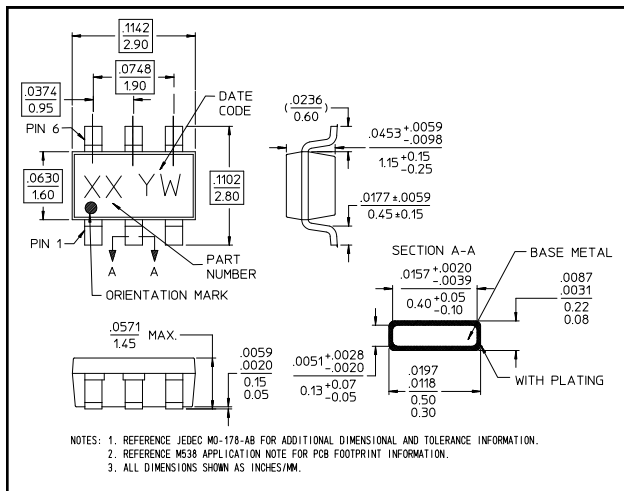 .1142
2.90
.0748
1.90
.0374
0.95
DATE
CODE
PIN 6
.0236
( 0.60 )
.0453 +.0059
-.0098
1.15 +0.15
-0.25
.0630
1.60
XX YW
.1102
2.80
.0177 ±.0059
0.45 ±0.15
PIN 1
A A
PART
NUMBER
ORIENTATION MARK
SECTION A-A
BASE METAL
.0157 +.0020
-.0039
0.40 +0.05
-0.10
.0087
.0031
0.22
0.08
.0571 MAX.
1.45
.0059
.0020
0.15
0.05
.0051 +.0028
-.0020
0.13 +0.07
-0.05
.0197
.0118
0.50
0.30
WITH PLATING
NOTES: 1. REFERENCE JEDEC MO-178-AB FOR ADDITIONAL DIMENSIONAL AND TOLERANCE INFORMATION.
2. REFERENCE M538 APPLICATION NOTE FOR PCB FOOTPRINT INFORMATION.
3. ALL DIMENSIONS SHOWN AS INCHES/MM.